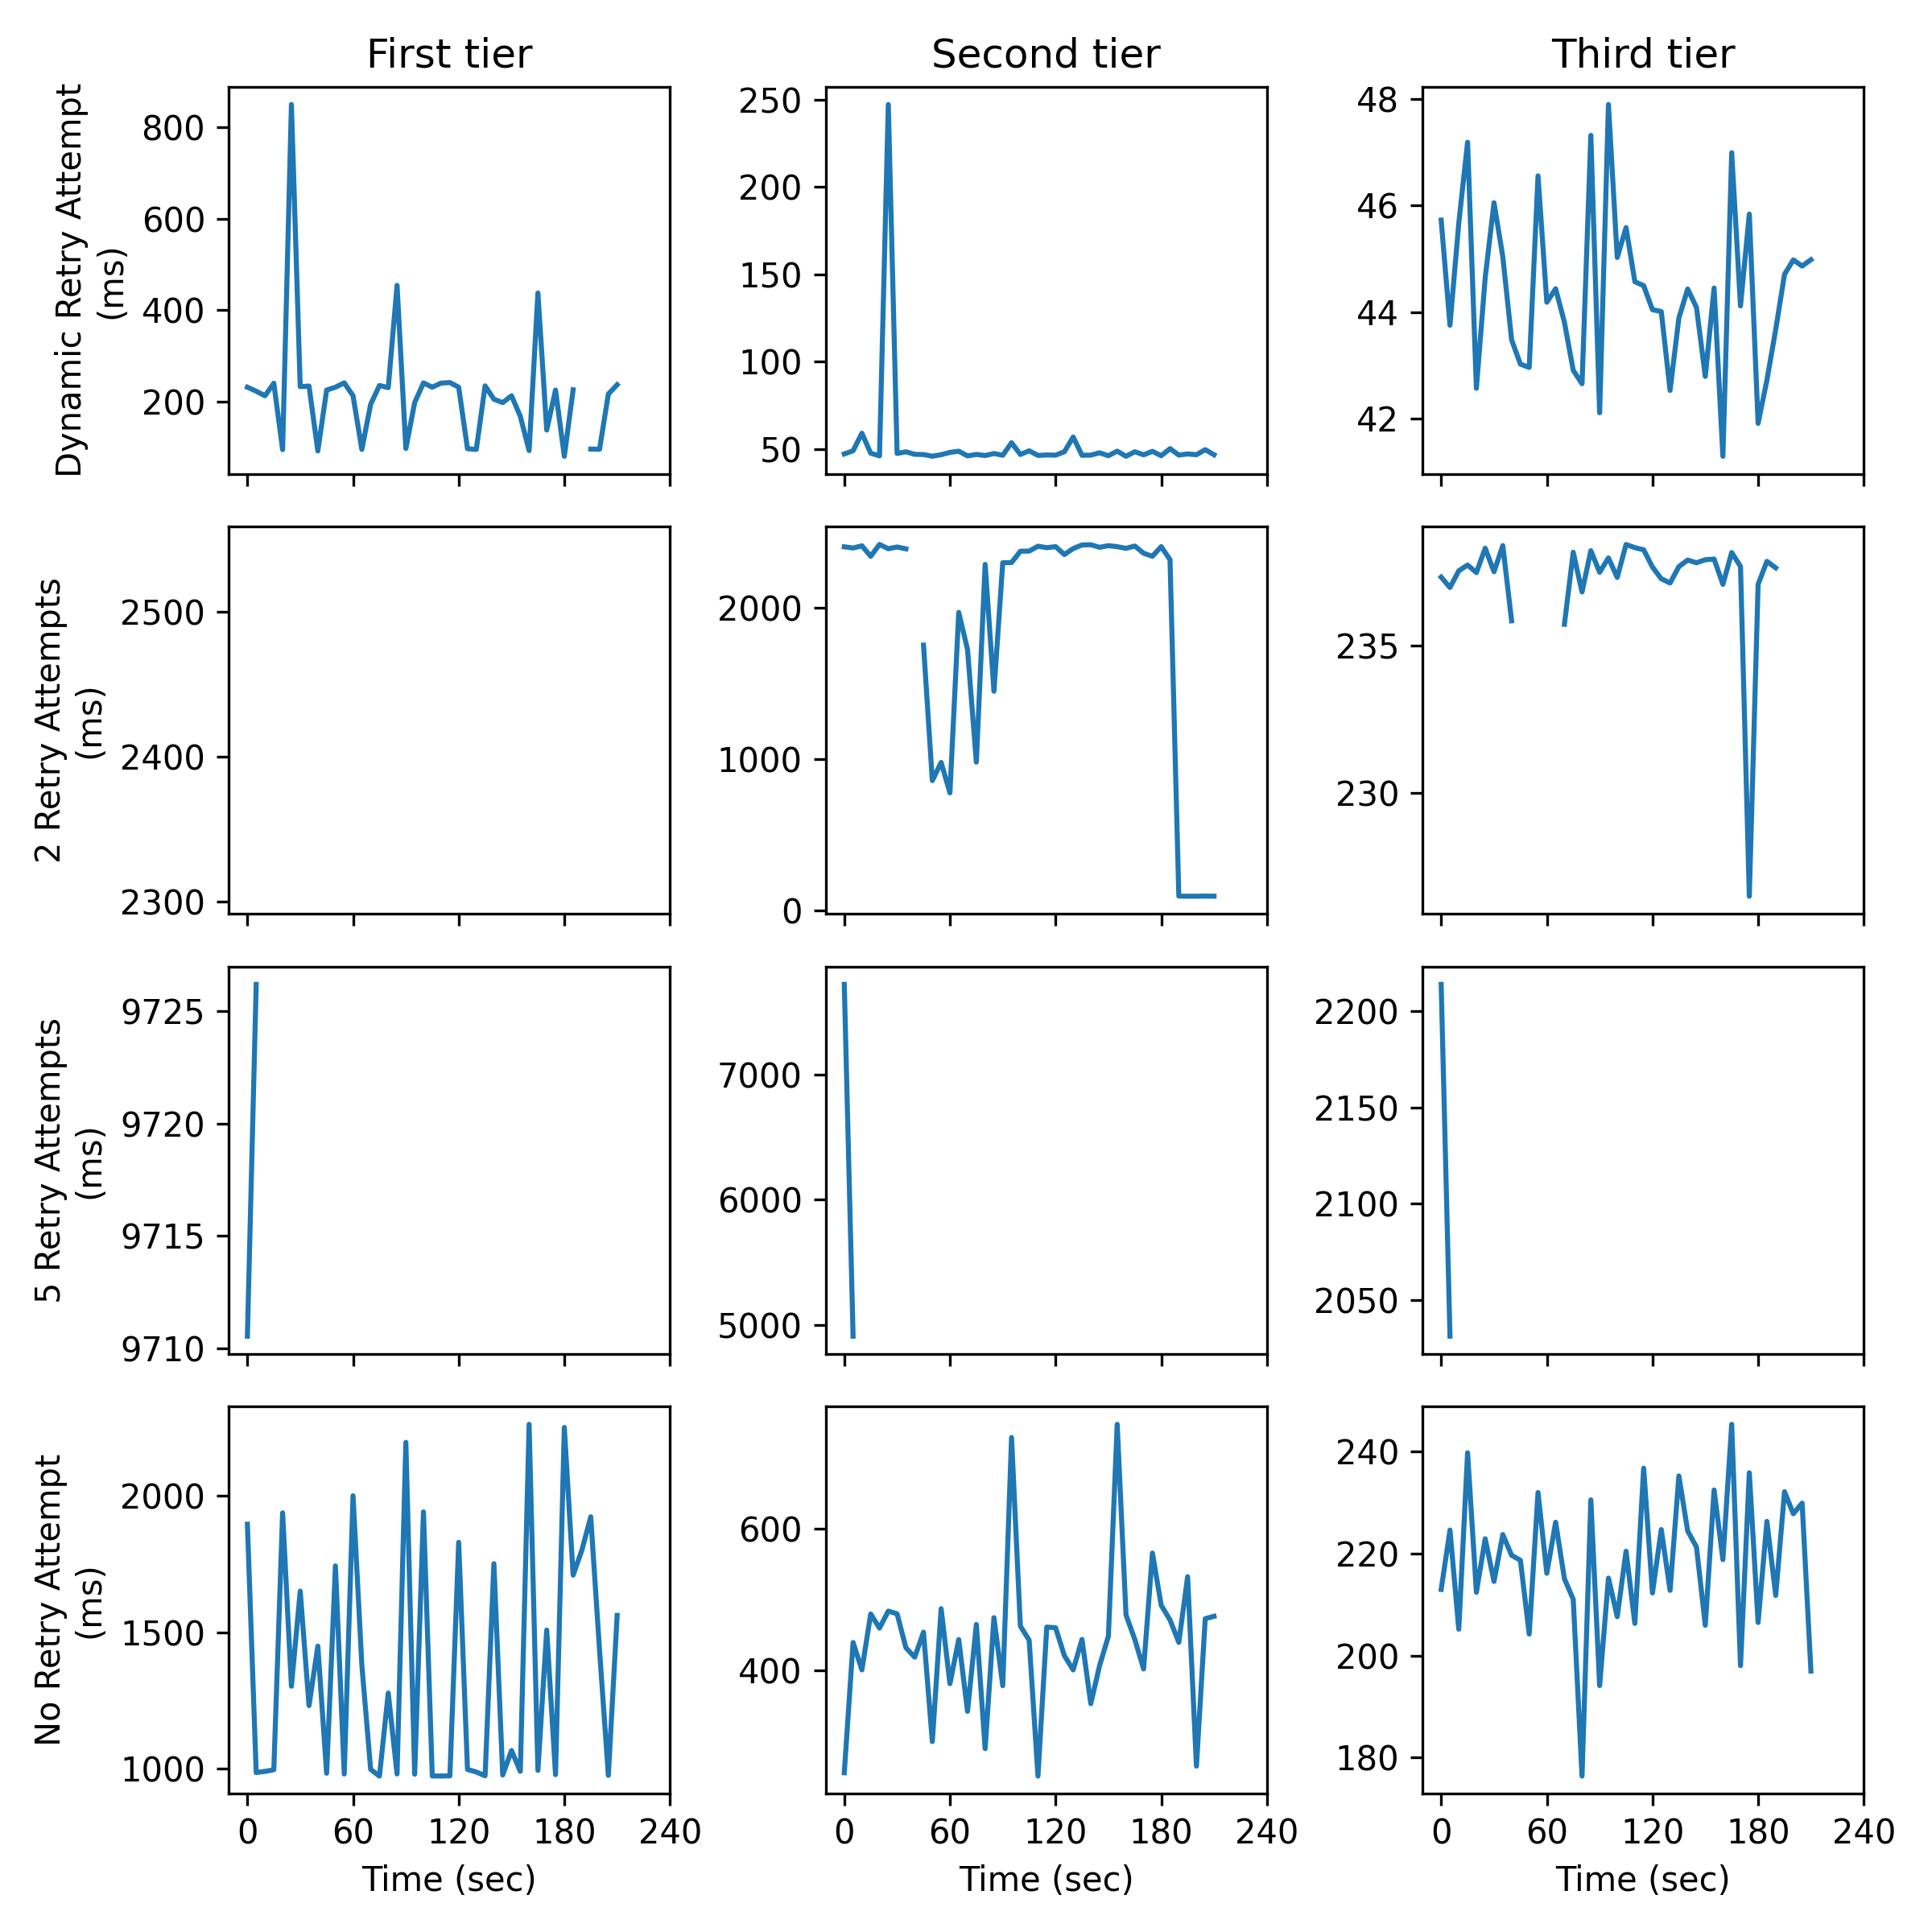 First tier
Second tier
Third tier
Dynamic Retry Attempt
(ms)
800
600
400
200
250
200
150
100
50
48
46
44
42
2 Retry Attempts
(ms)
2500
2400
2300
2000
1000
0
235
230
5 Retry Attempts
(ms)
9725
9720
9715
9710
7000
6000
5000
2200
2150
2100
2050
No Retry Attempt
(ms)
2000
1500
1000
600
400
240
220
200
180
0 60 120 180 240
0 60 120 180 240
0 60 120 180 240
Time (sec)
Time (sec)
Time (sec)